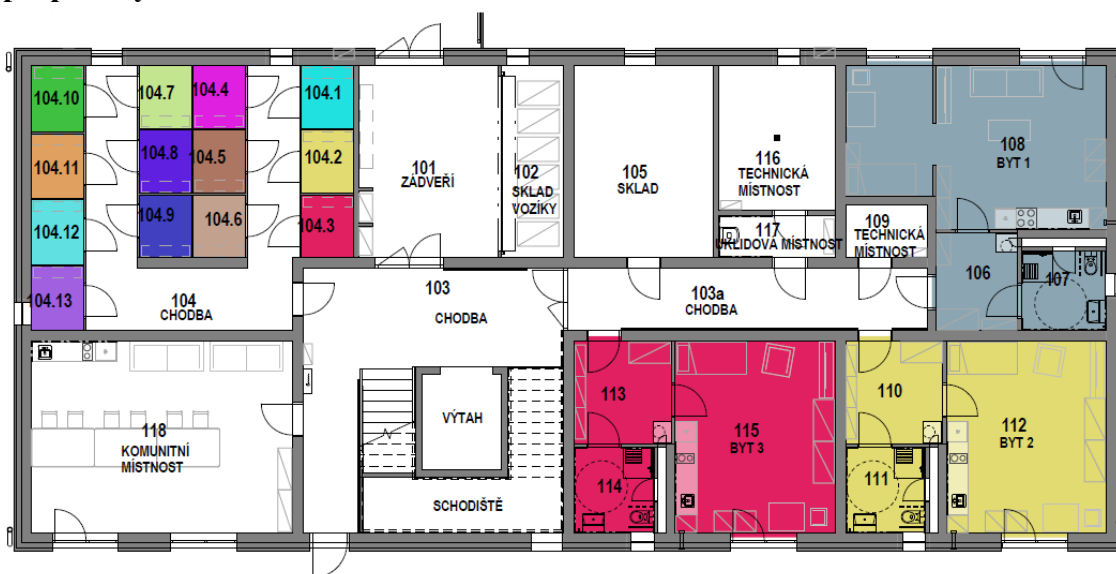 104.10
104.7
104.4
104.1
104.11
104.8
104.5
104.2
104.12
104.9
104.6
104.3
104.13
104
CHODBA
101
ZÁDVEŘÍ
102
SKLAD
VOZÍKY
105
SKLAD
116
TECHNICKÁ
MÍSTNOST
117
UKLIDOVÁ MÍSTNOST
109
TECHNICKÁ
MÍSTNOST
108
BYT 1
106
107
103
CHODBA
103a
CHODBA
118
KOMUNITNÍ
MÍSTNOST
VÝTAH
SCHODIŠTĚ
113
114
115
BYT 3
110
111
112
BYT 2